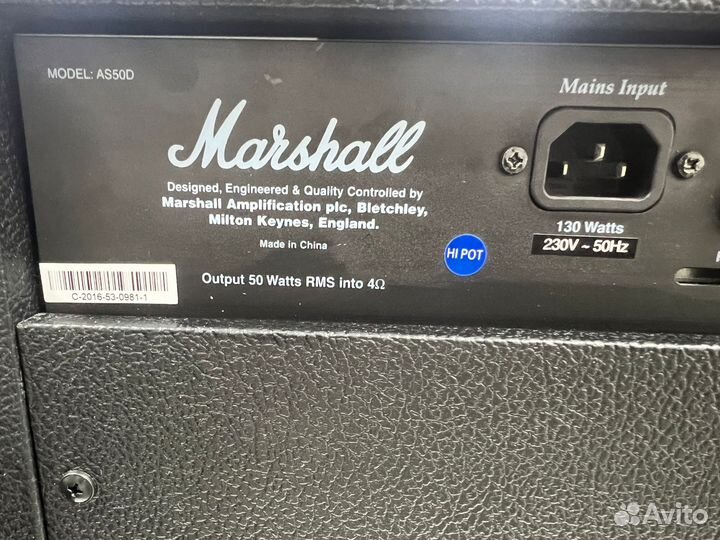 MODEL: AS50D
Mains Input
Marshall
Designed, Engineered & Quality Controlled by
Marshall Amplification plc, Bletchley,
Milton Keynes, England.
Made in China
130 Watts
230V ~ 50Hz
HI POT
C-2016-53-0981-1
Output 50 Watts RMS into 4Ω
Avito